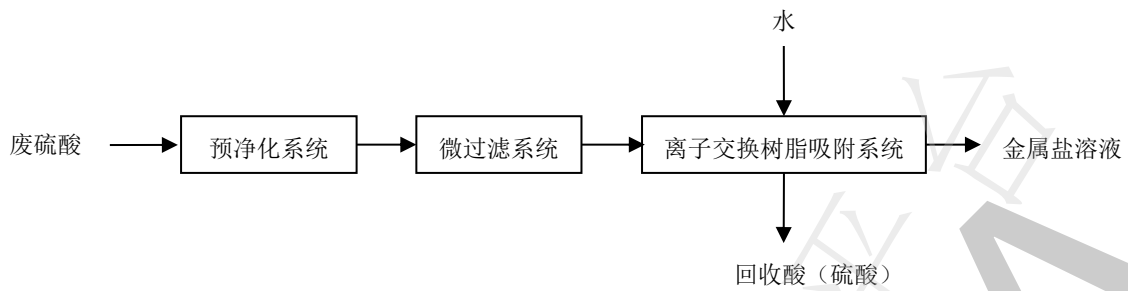 水
废硫酸
预净化系统
微过滤系统
离子交换树脂吸附系统
金属盐溶液
回收酸（硫酸）